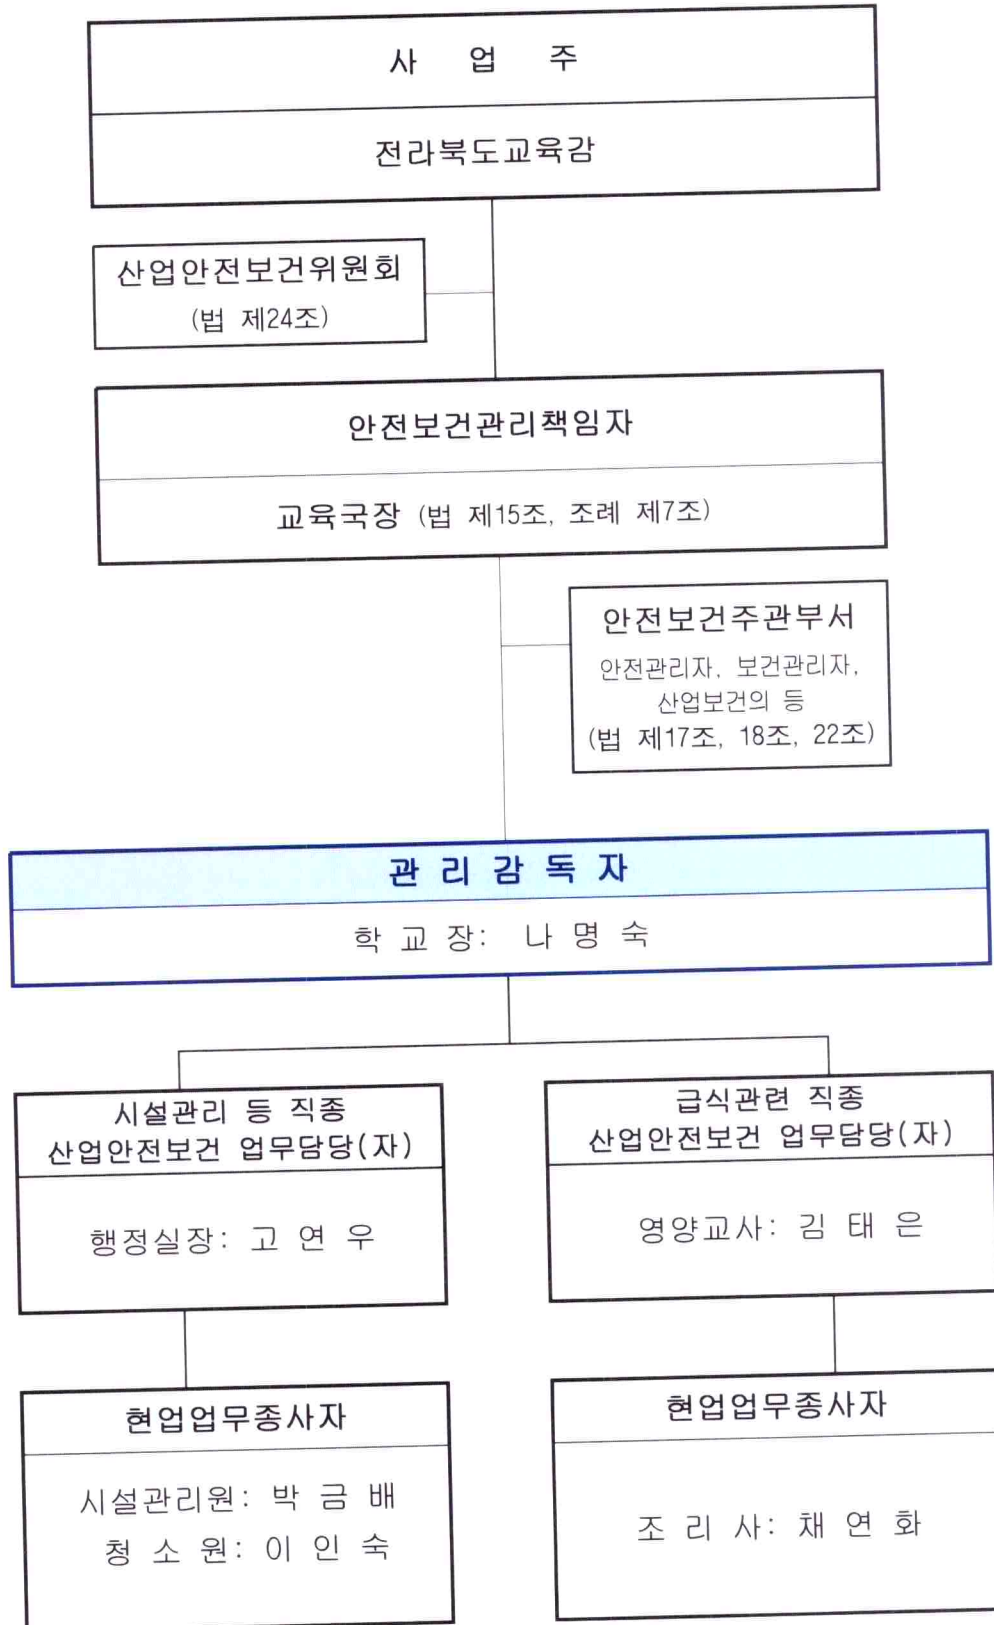 사 업 주
전라북도교육감
산업안전보건위원회
(법 제24조)
안전보건관리책임자
교육국장 (법 제15조, 조례 제7조)
안전보건주관부서
안전관리자, 보건관리자,
산업보건의 등
(법 제17조, 18조, 22조)
관 리 감 독 자
학 교 장: 나 명 숙
시설관리 등 직종
산업안전보건 업무담당(자)
행정실장: 고 연 우
급식관련 직종
산업안전보건 업무담당(자)
영양교사: 김 태 은
현업업무종사자
시설관리원: 박 금 배
청 소 원: 이 인 숙
현업업무종사자
조 리 사: 채 연 화